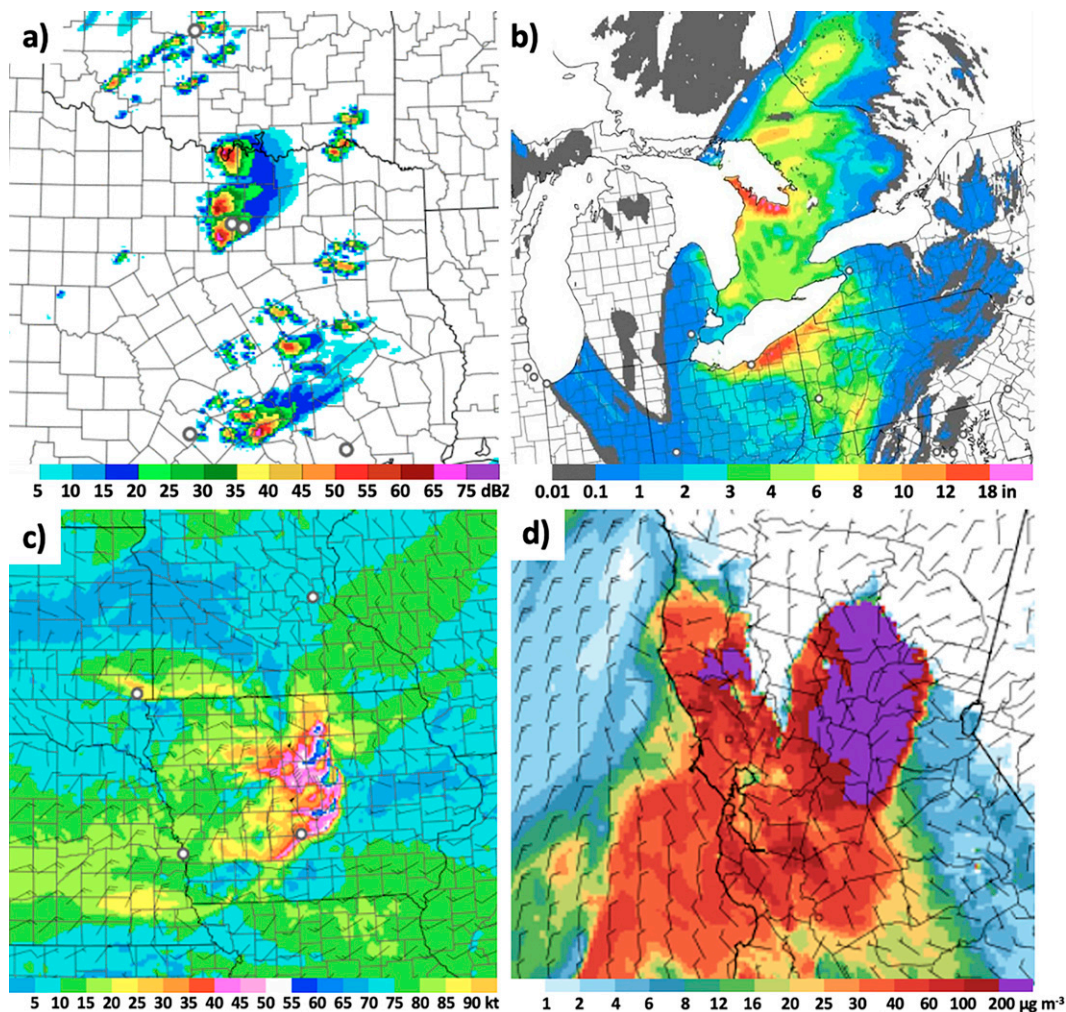 a)
b)
5 10 15 20 25 30 35 40 45 50 55 60 65 75 dBZ
0.01 0.1 1 2 3 4 6 8 10 12 18 in
c)
d)
5 10 15 20 25 30 35 40 45 50 55 60 65 70 75 80 85 90 kt
1 2 4 6 8 12 16 20 25 30 40 60 100 200 µg m⁻³